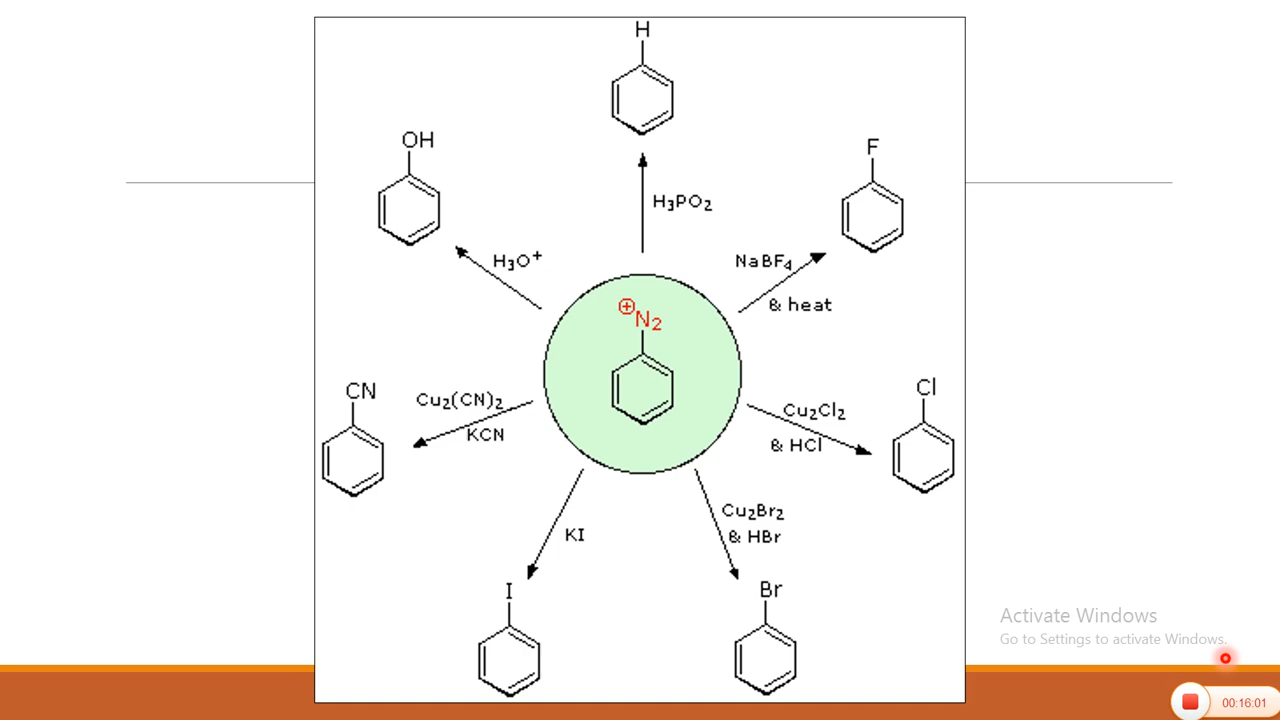 H
OH
F
H₃PO₂
H₃O⁺
NaBF₄
& heat
⊕N₂
CN
Cl
Cu₂(CN)₂
KCN
Cu₂Cl₂
& HCl
Cu₂Br₂
& HBr
KI
I
Br
Activate Windows
Go to Settings to activate Windows.
00:16:01